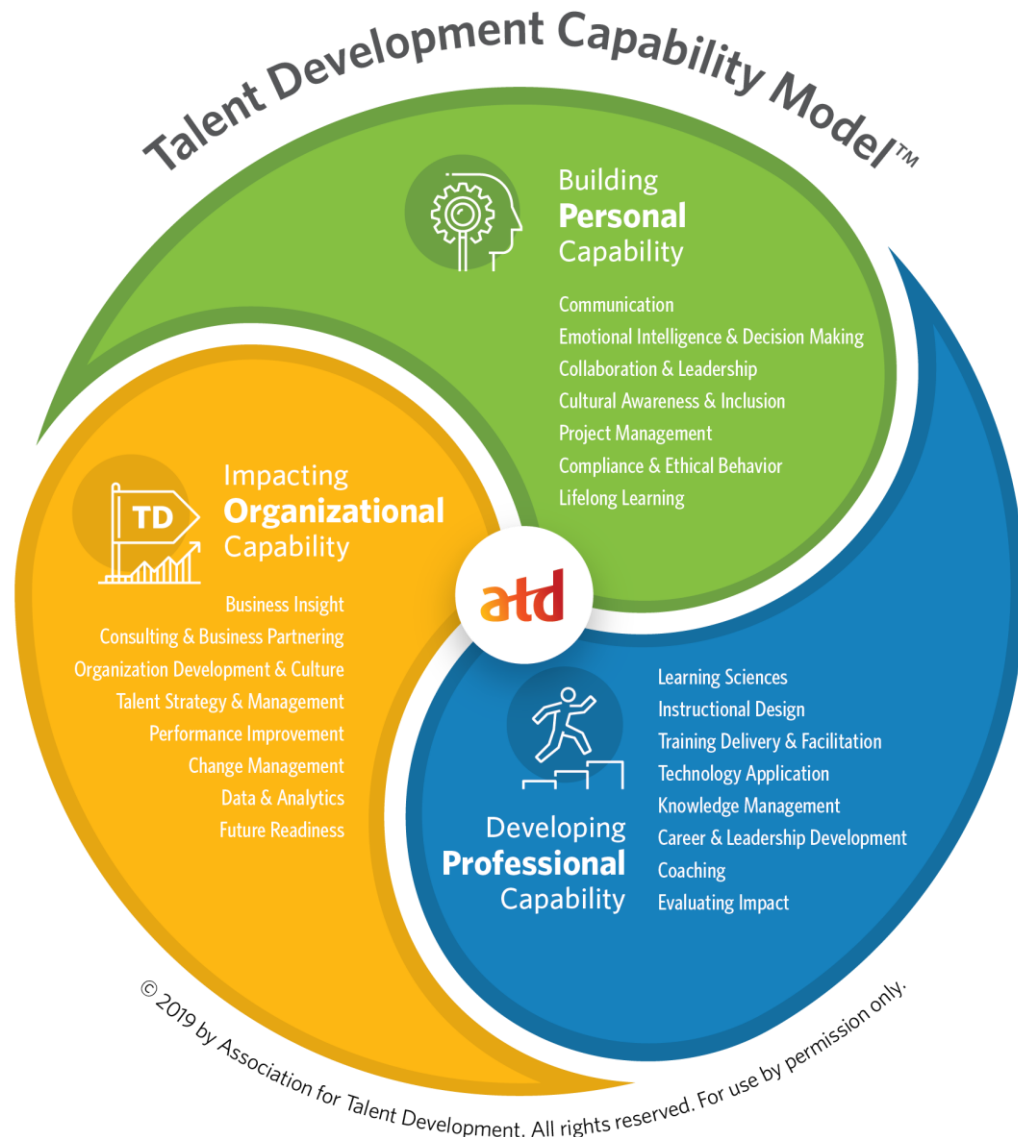 Talent Development Capability Model™
Building
Personal
Capability
Communication
Emotional Intelligence & Decision Making
Collaboration & Leadership
Cultural Awareness & Inclusion
Project Management
Compliance & Ethical Behavior
Lifelong Learning
TD
Impacting
Organizational
Capability
Business Insight
Consulting & Business Partnering
Organization Development & Culture
Talent Strategy & Management
Performance Improvement
Change Management
Data & Analytics
Future Readiness
atd
Developing
Professional
Capability
Learning Sciences
Instructional Design
Training Delivery & Facilitation
Technology Application
Knowledge Management
Career & Leadership Development
Coaching
Evaluating Impact
© 2019 by Association for Talent Development. All rights reserved. For use by permission only.